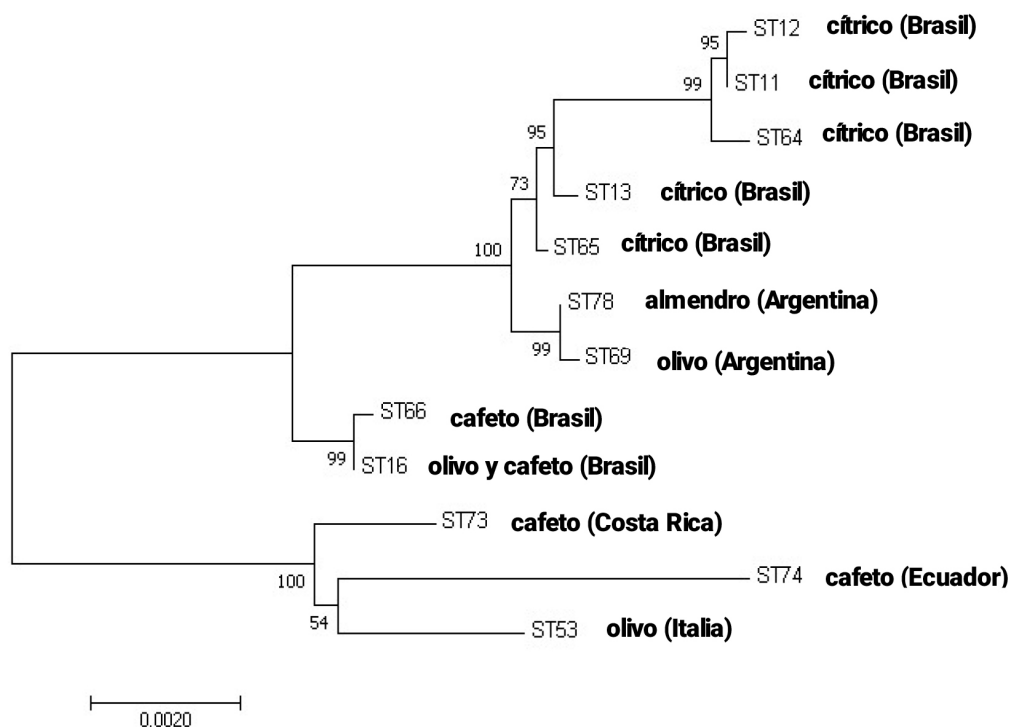 ST12 cítrico (Brasil)
95
ST11 cítrico (Brasil)
99
ST64 cítrico (Brasil)
95
ST13 cítrico (Brasil)
73
ST65 cítrico (Brasil)
100
ST78 almendro (Argentina)
99
ST69 olivo (Argentina)
ST66 cafeto (Brasil)
99
ST16 olivo y cafeto (Brasil)
ST73 cafeto (Costa Rica)
100
ST74 cafeto (Ecuador)
54
ST53 olivo (Italia)
0.0020